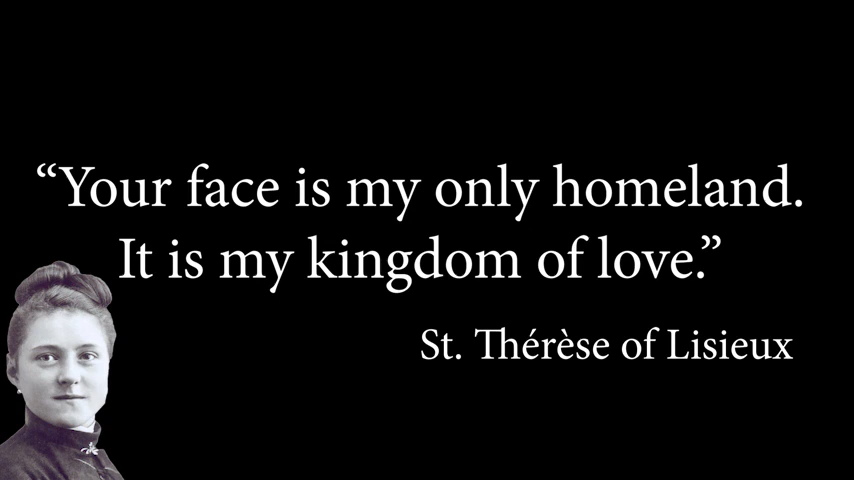 “Your face is my only homeland.
It is my kingdom of love.”
St. Thérèse of Lisieux